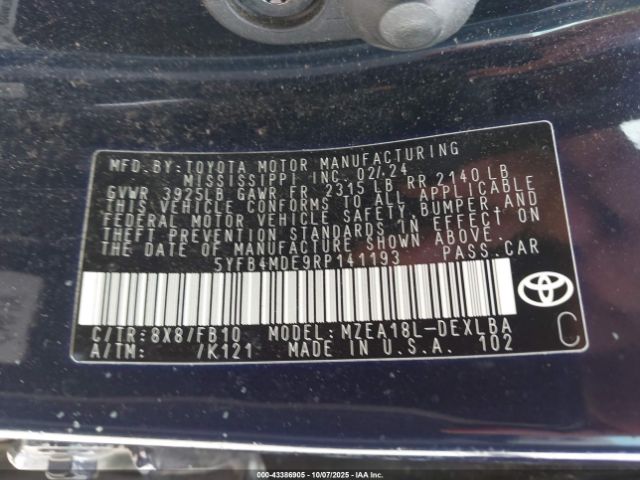 MFD.BY:TOYOTA MOTOR MANUFACTURING
MISSISSIPPI INC. 02/24
GVWR 3925LB GAWR FR 2315 LB RR 2140 LB
THIS VEHICLE CONFORMS TO ALL APPLICABLE
FEDERAL MOTOR VEHICLE SAFETY, BUMPER AND
THEFT PREVENTION STANDARDS IN EFFECT ON
THE DATE OF MANUFACTURE SHOWN ABOVE.
5YFB4MDE9RP141193 PASS.CAR
C/TR:8X8/FB10 MODEL:MZEA18L-DEXLBA
A/TM: /K121 MADE IN U.S.A. 102
C
000-43386905 - 10/07/2025 - IAAI.CA